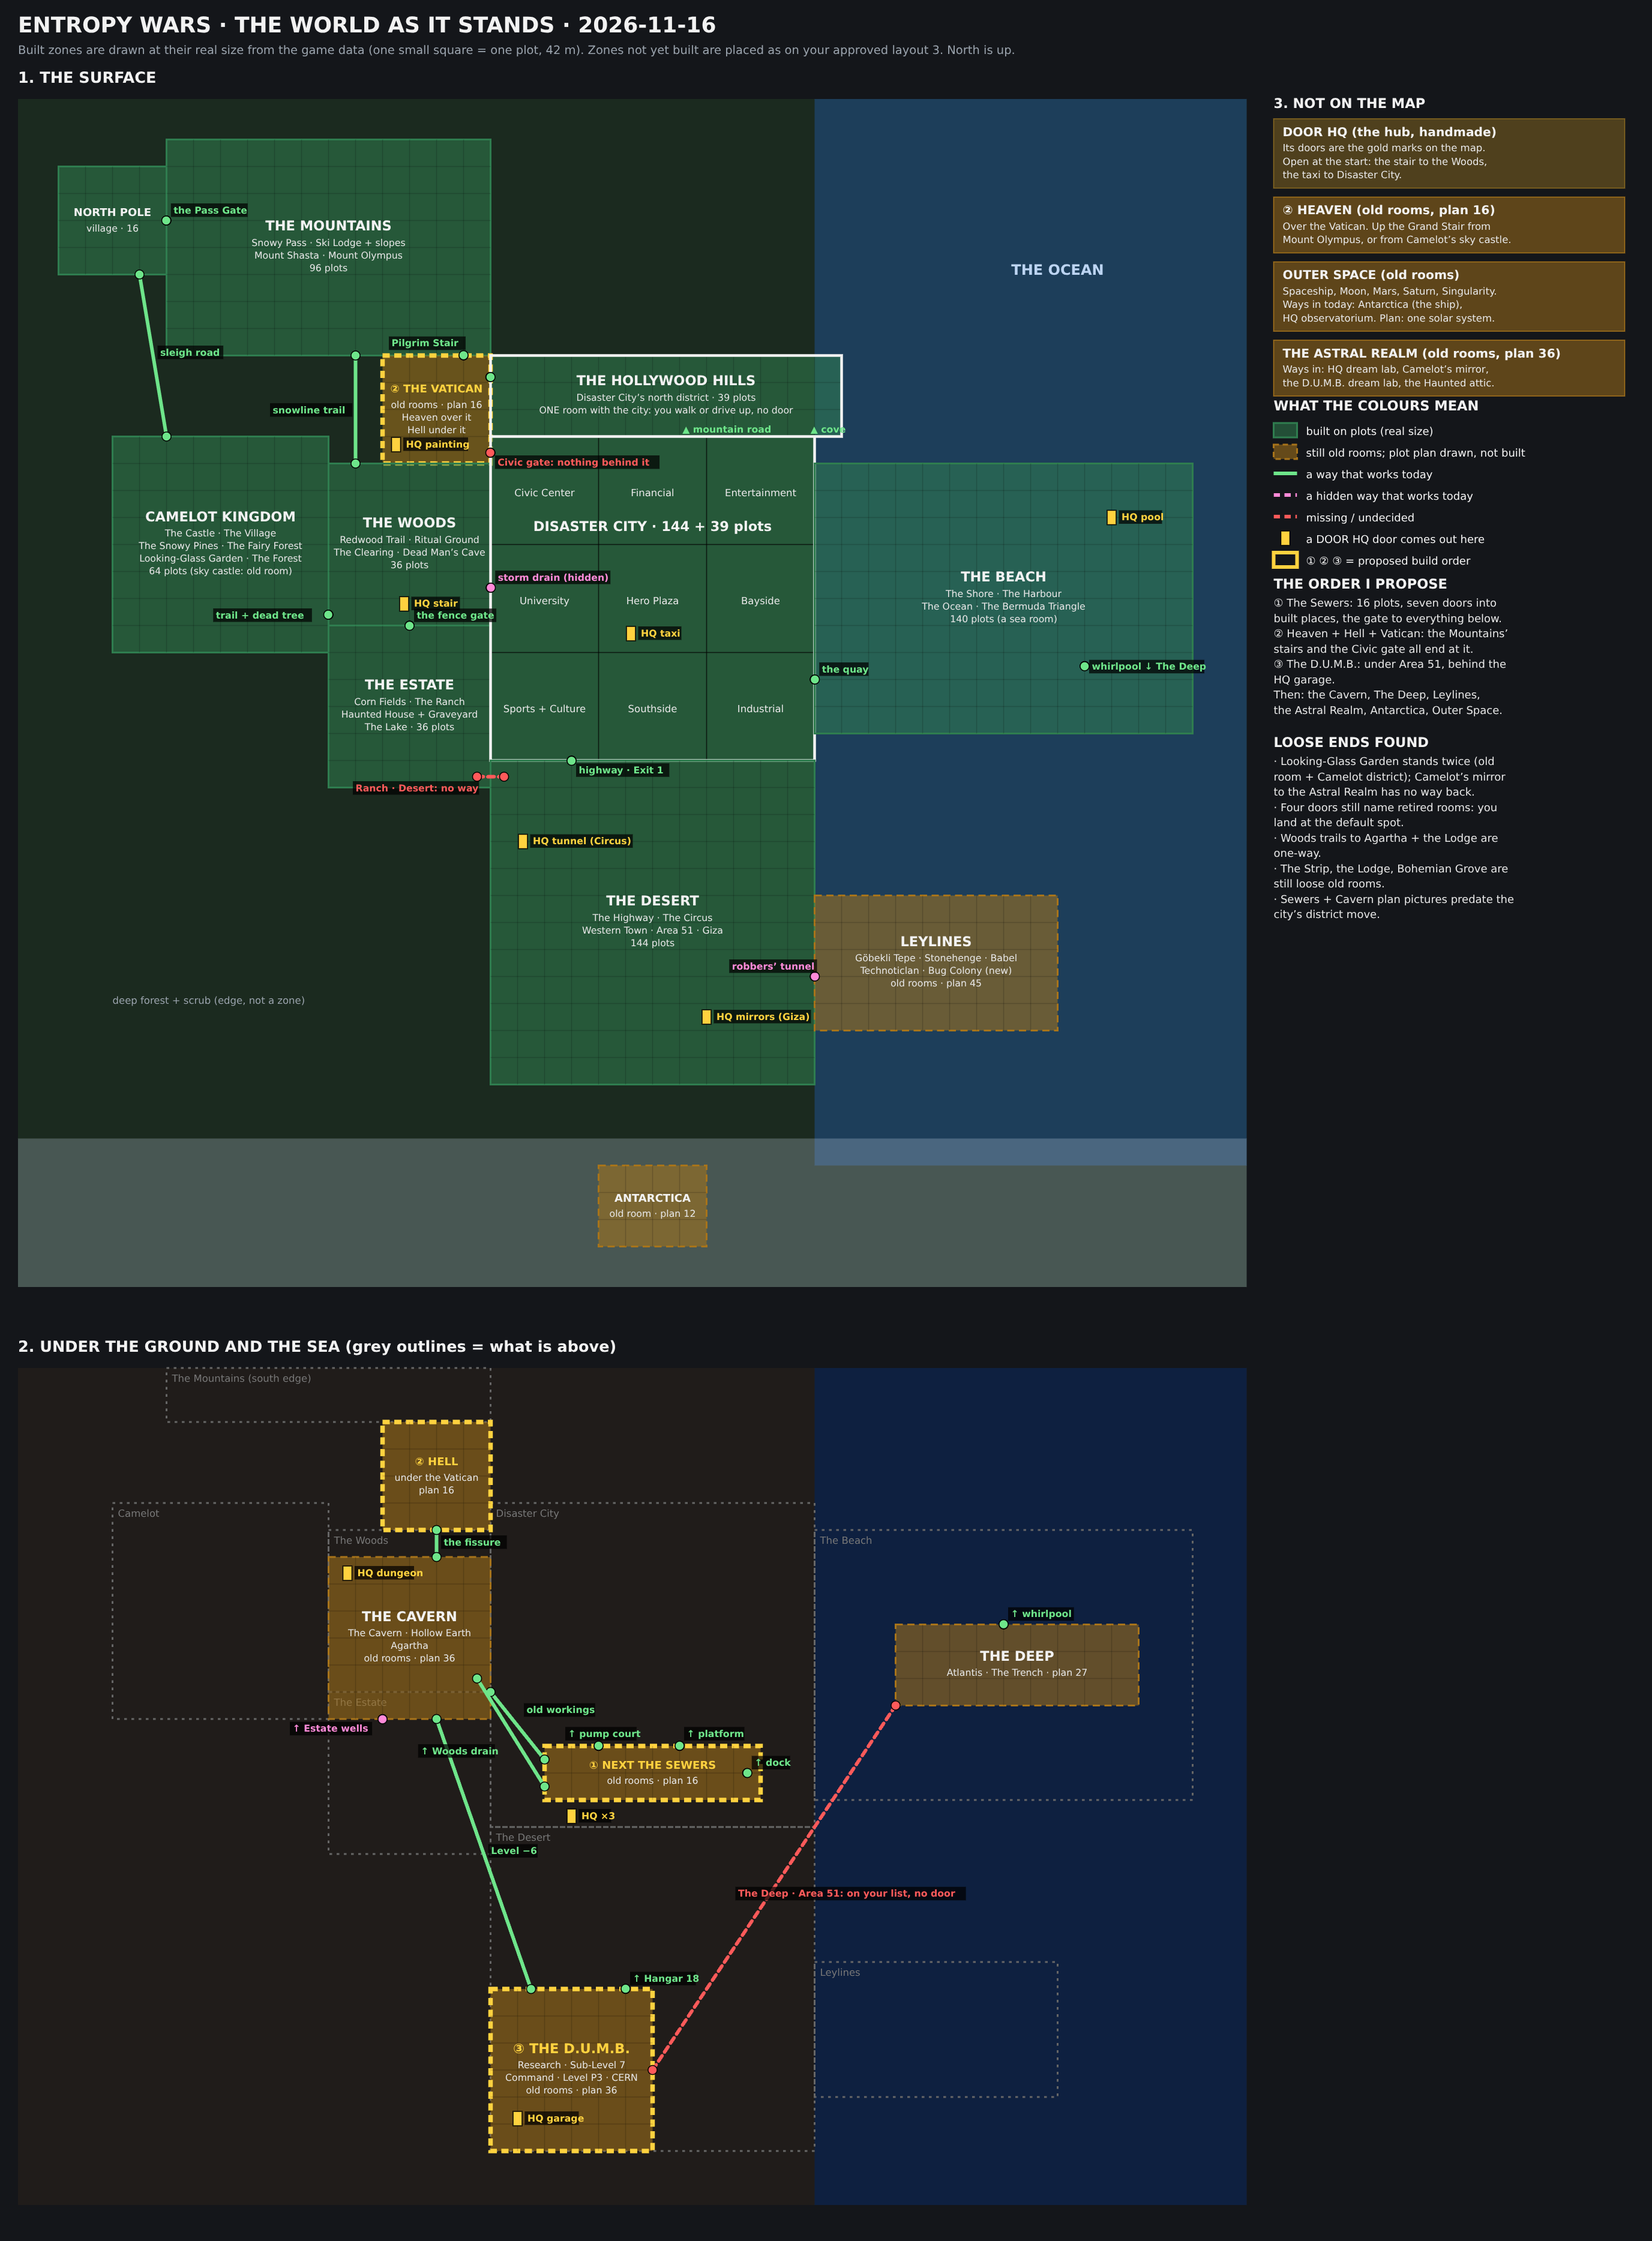 ENTROPY WARS · THE WORLD AS IT STANDS · 2026-11-16
Built zones are drawn at their real size from the game data (one small square = one plot, 42 m). Zones not yet built are placed as on your approved layout 3. North is up.
1. THE SURFACE
NORTH POLE
village · 16
the Pass Gate
THE MOUNTAINS
Snowy Pass · Ski Lodge + slopes
Mount Shasta · Mount Olympus
96 plots
THE OCEAN
sleigh road
Pilgrim Stair
snowline trail
② THE VATICAN
old rooms · plan 16
Heaven over it
Hell under it
HQ painting
THE HOLLYWOOD HILLS
Disaster City's north district · 39 plots
ONE room with the city: you walk or drive up, no door
▲ mountain road
▲ cove
Civic gate: nothing behind it
CAMELOT KINGDOM
The Castle · The Village
The Snowy Pines · The Fairy Forest
Looking-Glass Garden · The Forest
64 plots (sky castle: old room)
THE WOODS
Redwood Trail · Ritual Ground
The Clearing · Dead Man's Cave
36 plots
HQ stair
the fence gate
trail + dead tree
Civic Center
Financial
Entertainment
DISASTER CITY · 144 + 39 plots
storm drain (hidden)
University
Hero Plaza
Bayside
HQ taxi
Sports + Culture
Southside
Industrial
HQ pool
THE BEACH
The Shore · The Harbour
The Ocean · The Bermuda Triangle
140 plots (a sea room)
the quay
whirlpool ↓ The Deep
THE ESTATE
Corn Fields · The Ranch
Haunted House + Graveyard
The Lake · 36 plots
highway · Exit 1
Ranch · Desert: no way
HQ tunnel (Circus)
THE DESERT
The Highway · The Circus
Western Town · Area 51 · Giza
144 plots
robbers' tunnel
HQ mirrors (Giza)
LEYLINES
Göbekli Tepe · Stonehenge · Babel
Technoticlan · Bug Colony (new)
old rooms · plan 45
deep forest + scrub (edge, not a zone)
ANTARCTICA
old room · plan 12
3. NOT ON THE MAP
DOOR HQ (the hub, handmade)
Its doors are the gold marks on the map.
Open at the start: the stair to the Woods,
the taxi to Disaster City.
② HEAVEN (old rooms, plan 16)
Over the Vatican. Up the Grand Stair from
Mount Olympus, or from Camelot's sky castle.
OUTER SPACE (old rooms)
Spaceship, Moon, Mars, Saturn, Singularity.
Ways in today: Antarctica (the ship),
HQ observatorium. Plan: one solar system.
THE ASTRAL REALM (old rooms, plan 36)
Ways in: HQ dream lab, Camelot's mirror,
the D.U.M.B. dream lab, the Haunted attic.
WHAT THE COLOURS MEAN
built on plots (real size)
still old rooms; plot plan drawn, not built
a way that works today
a hidden way that works today
missing / undecided
a DOOR HQ door comes out here
① ② ③ = proposed build order
THE ORDER I PROPOSE
① The Sewers: 16 plots, seven doors into
built places, the gate to everything below.
② Heaven + Hell + Vatican: the Mountains'
stairs and the Civic gate all end at it.
③ The D.U.M.B.: under Area 51, behind the
HQ garage.
Then: the Cavern, The Deep, Leylines,
the Astral Realm, Antarctica, Outer Space.
LOOSE ENDS FOUND
· Looking-Glass Garden stands twice (old
room + Camelot district); Camelot's mirror
to the Astral Realm has no way back.
· Four doors still name retired rooms: you
land at the default spot.
· Woods trails to Agartha + the Lodge are
one-way.
· The Strip, the Lodge, Bohemian Grove are
still loose old rooms.
· Sewers + Cavern plan pictures predate the
city's district move.
2. UNDER THE GROUND AND THE SEA (grey outlines = what is above)
The Mountains (south edge)
② HELL
under the Vatican
plan 16
Camelot
The Woods
Disaster City
The Beach
the fissure
HQ dungeon
THE CAVERN
The Cavern · Hollow Earth
Agartha
old rooms · plan 36
The Estate
↑ Estate wells
↑ whirlpool
THE DEEP
Atlantis · The Trench · plan 27
old workings
↑ Woods drain
↑ pump court
↑ platform
↑ dock
① NEXT THE SEWERS
old rooms · plan 16
HQ ×3
The Desert
Level −6
The Deep · Area 51: on your list, no door
Leylines
↑ Hangar 18
③ THE D.U.M.B.
Research · Sub-Level 7
Command · Level P3 · CERN
old rooms · plan 36
HQ garage